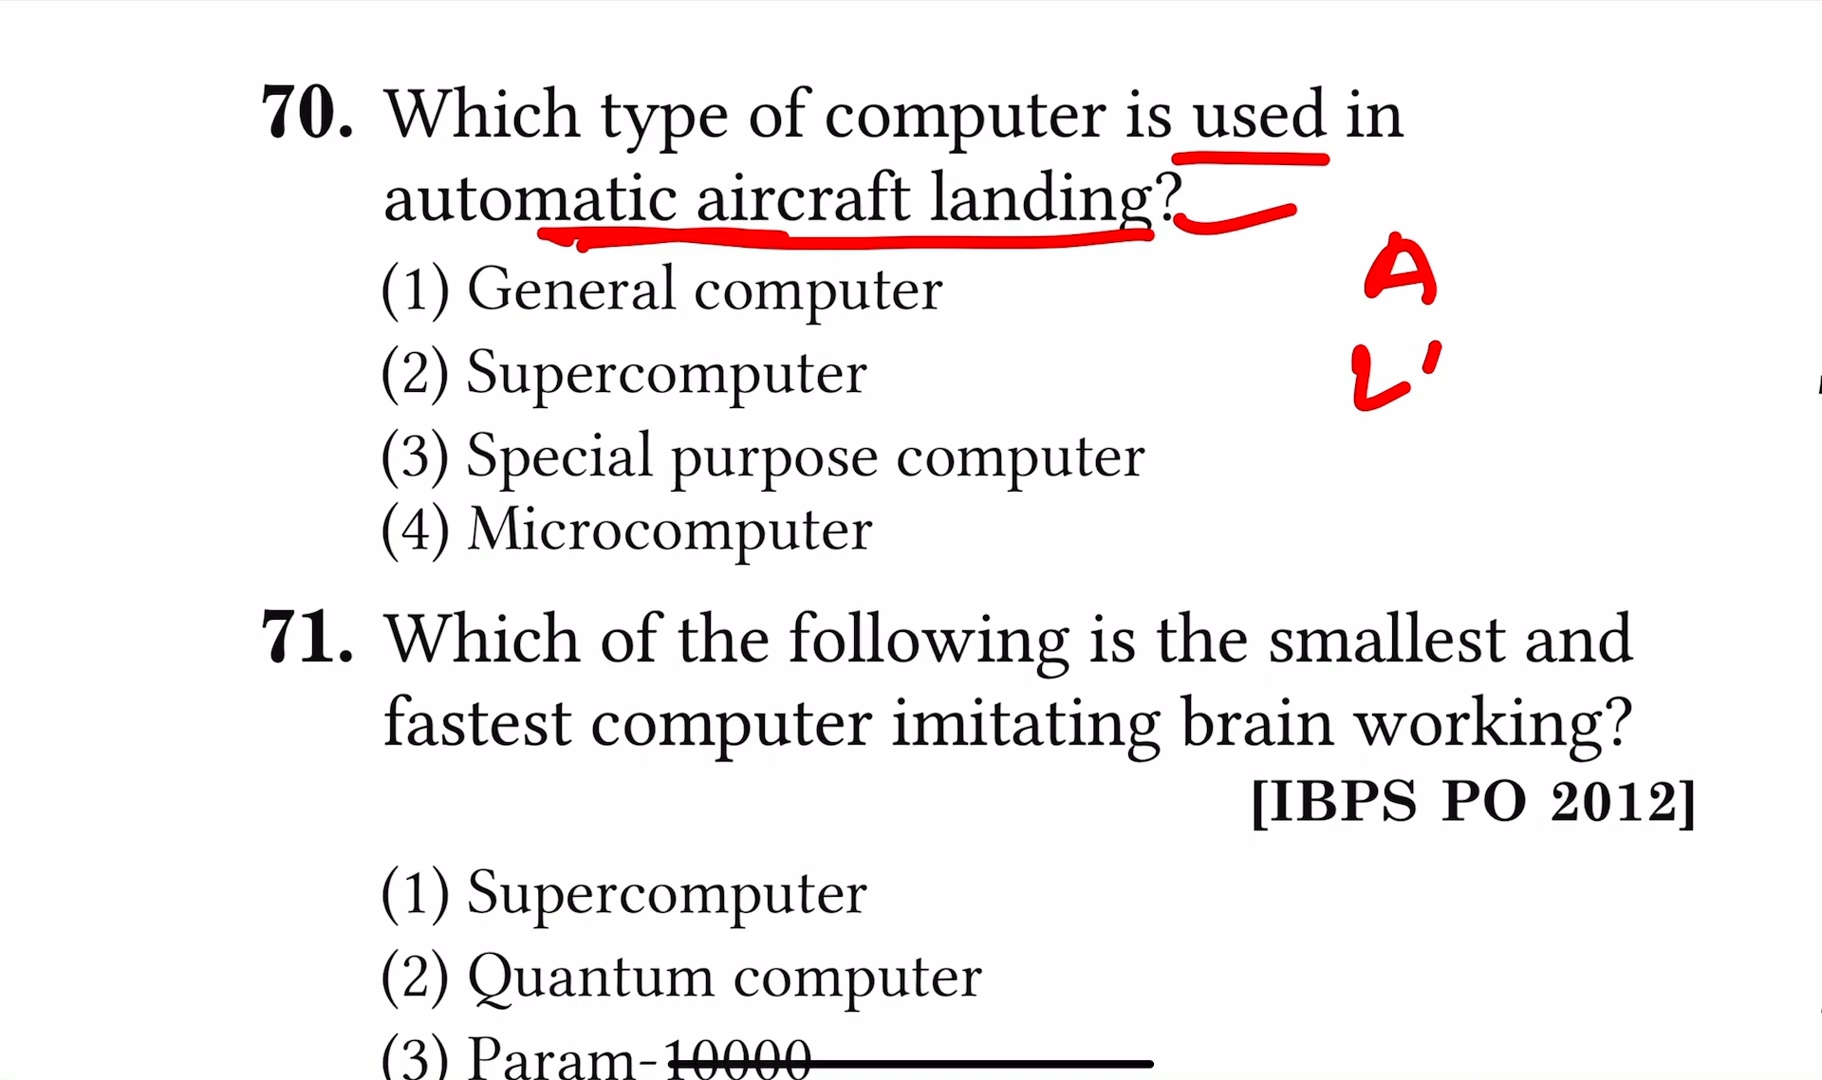 70. Which type of computer is used in
automatic aircraft landing?
A
(1) General computer
(2) Supercomputer
(3) Special purpose computer
(4) Microcomputer
71. Which of the following is the smallest and
fastest computer imitating brain working?
[IBPS PO 2012]
(1) Supercomputer
(2) Quantum computer
(3) Param-10000